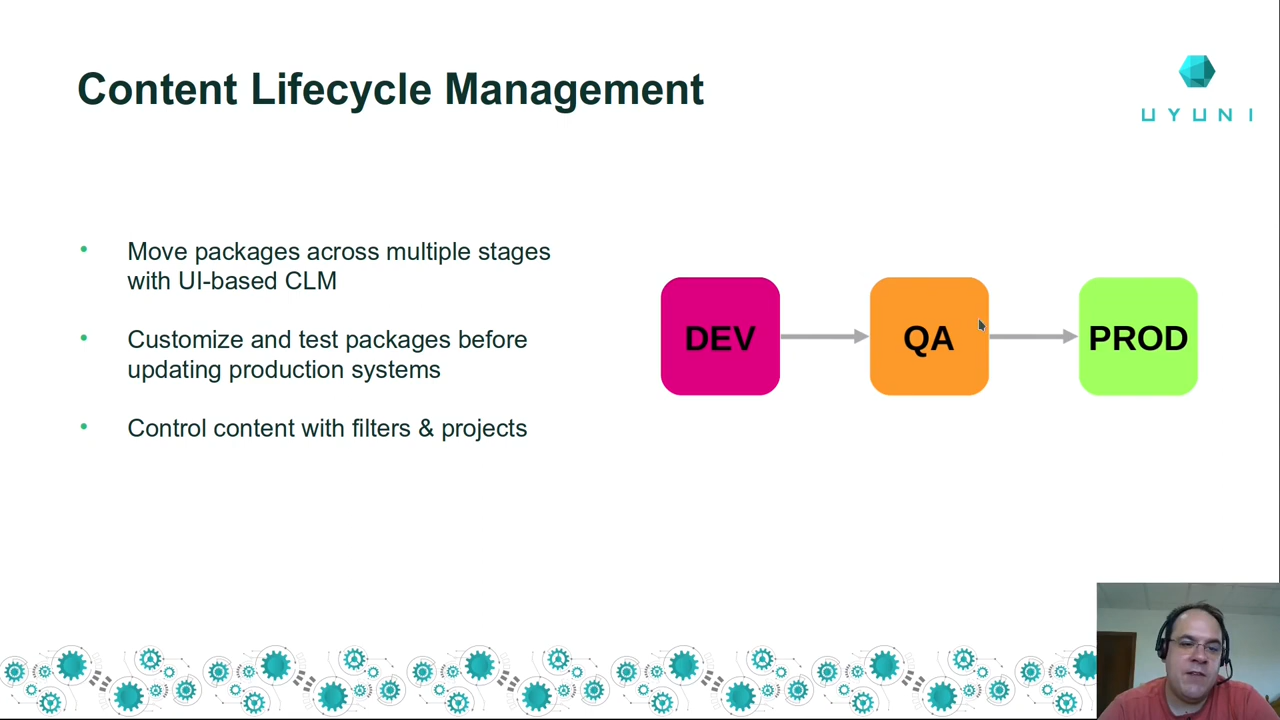 Content Lifecycle Management
UYUNI
• Move packages across multiple stages
with UI-based CLM
• Customize and test packages before
updating production systems
• Control content with filters & projects
DEV
QA
PROD